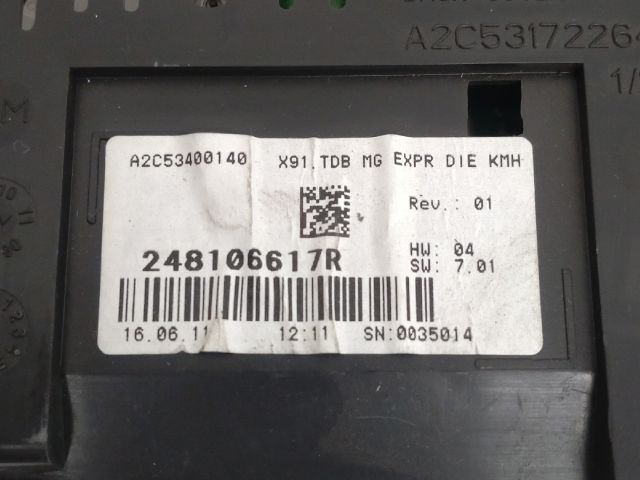 A2C53172264
1/
M
A2C53400140 X91.TDB MG EXPR DIE KMH
Rev.: 01
248106617R
HW: 04
SW: 7.01
16.06.11 12:11 SN:0035014